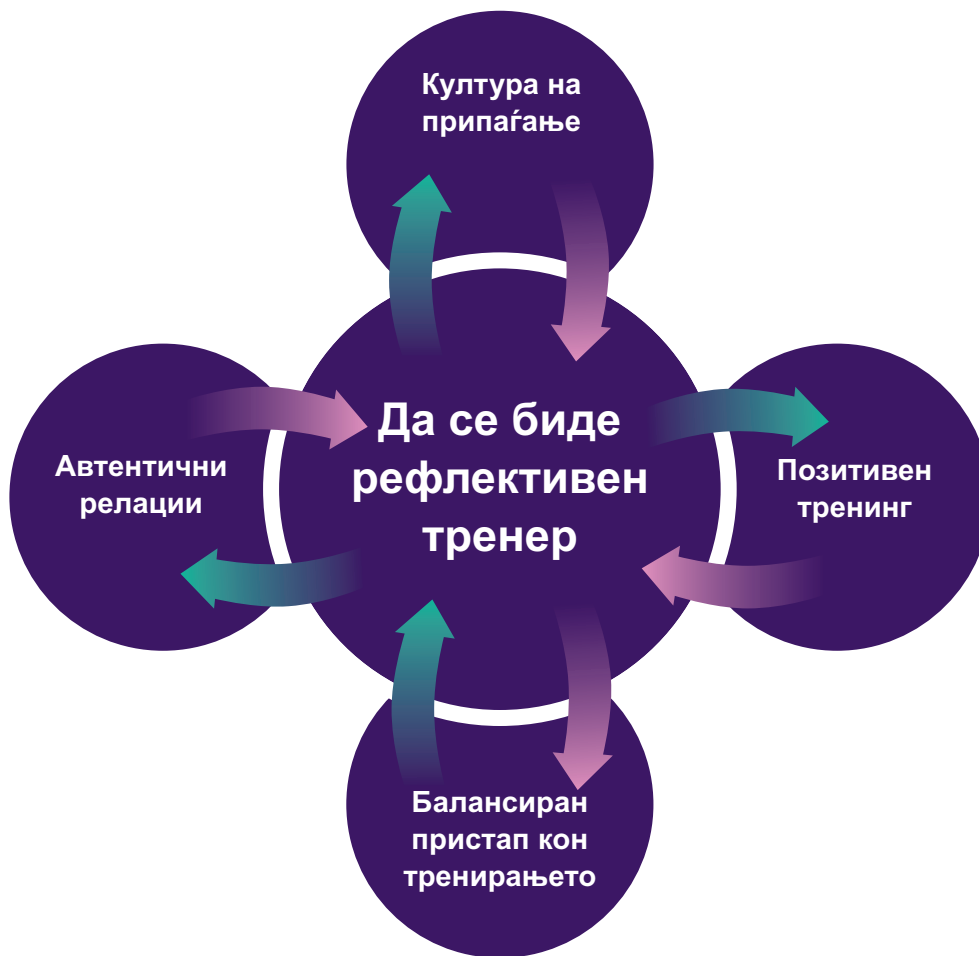 Култура на
припаѓање
Да се биде
рефлективен
тренер
Автентични
релации
Позитивен
тренинг
Балансиран
пристап кон
тренирањето